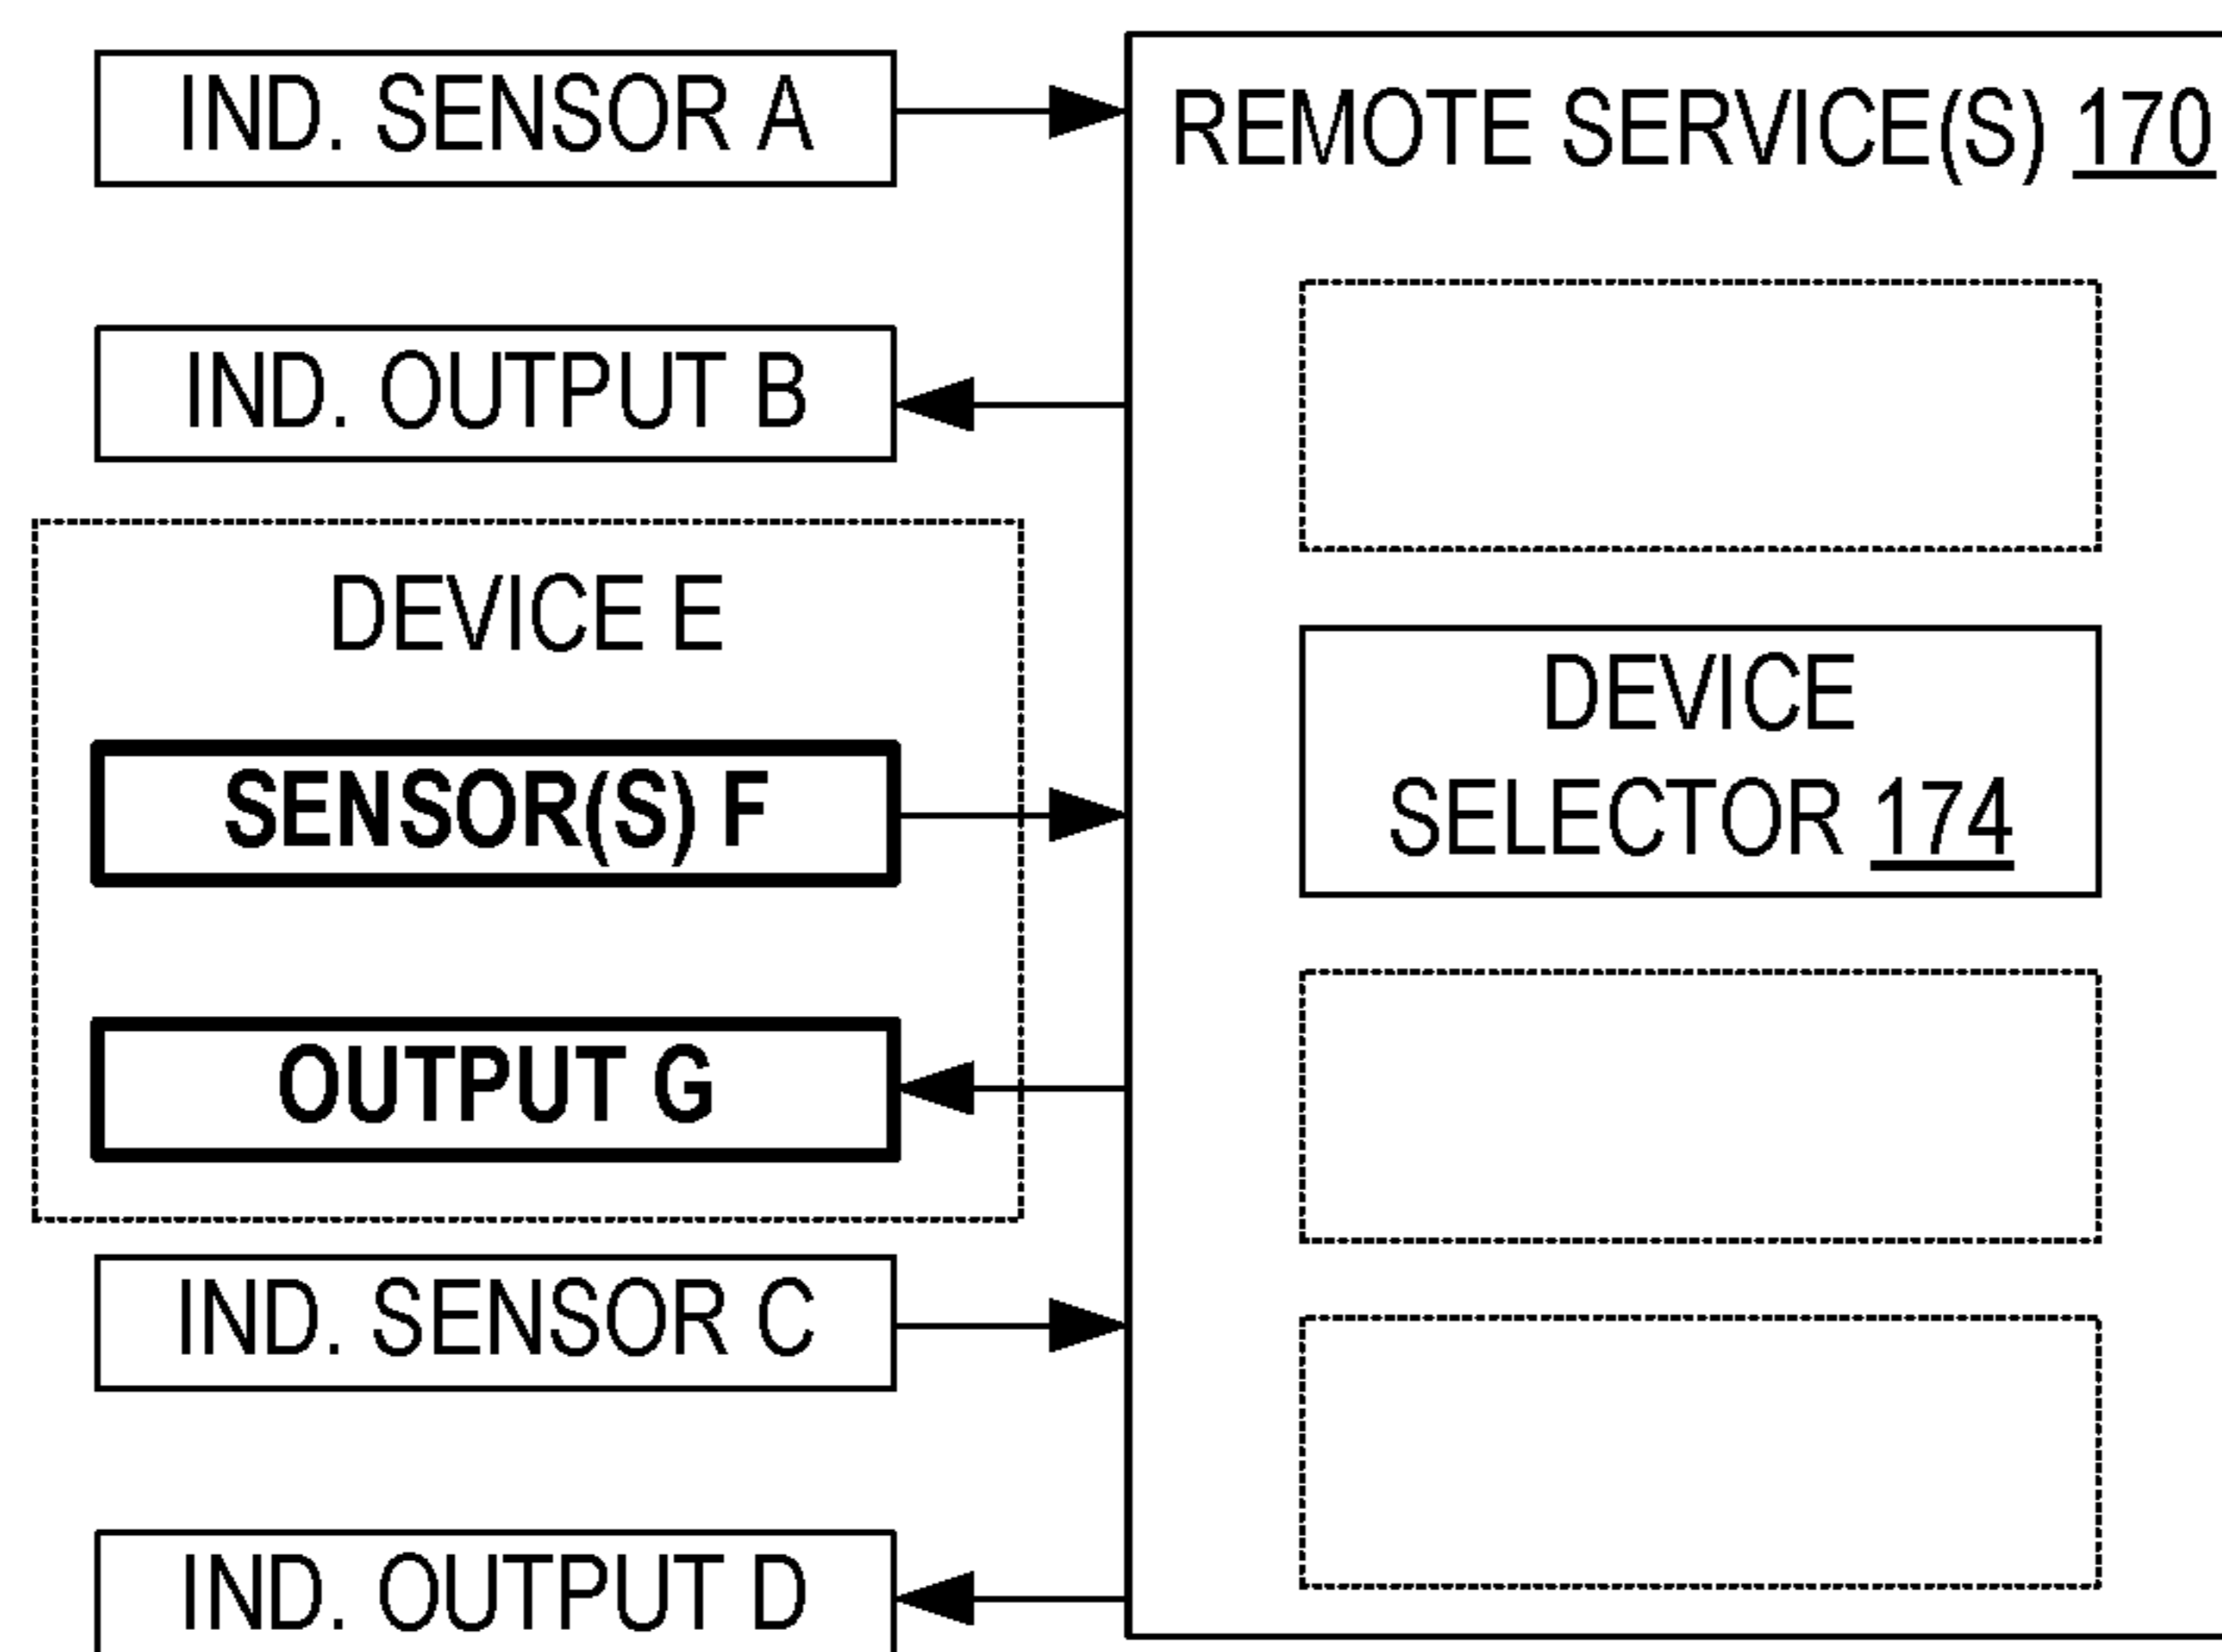 IND. SENSOR A
IND. OUTPUT B
DEVICE E
SENSOR(S) F
OUTPUT G
IND. SENSOR C
IND. OUTPUT D
REMOTE SERVICE(S) 170
DEVICE
SELECTOR 174